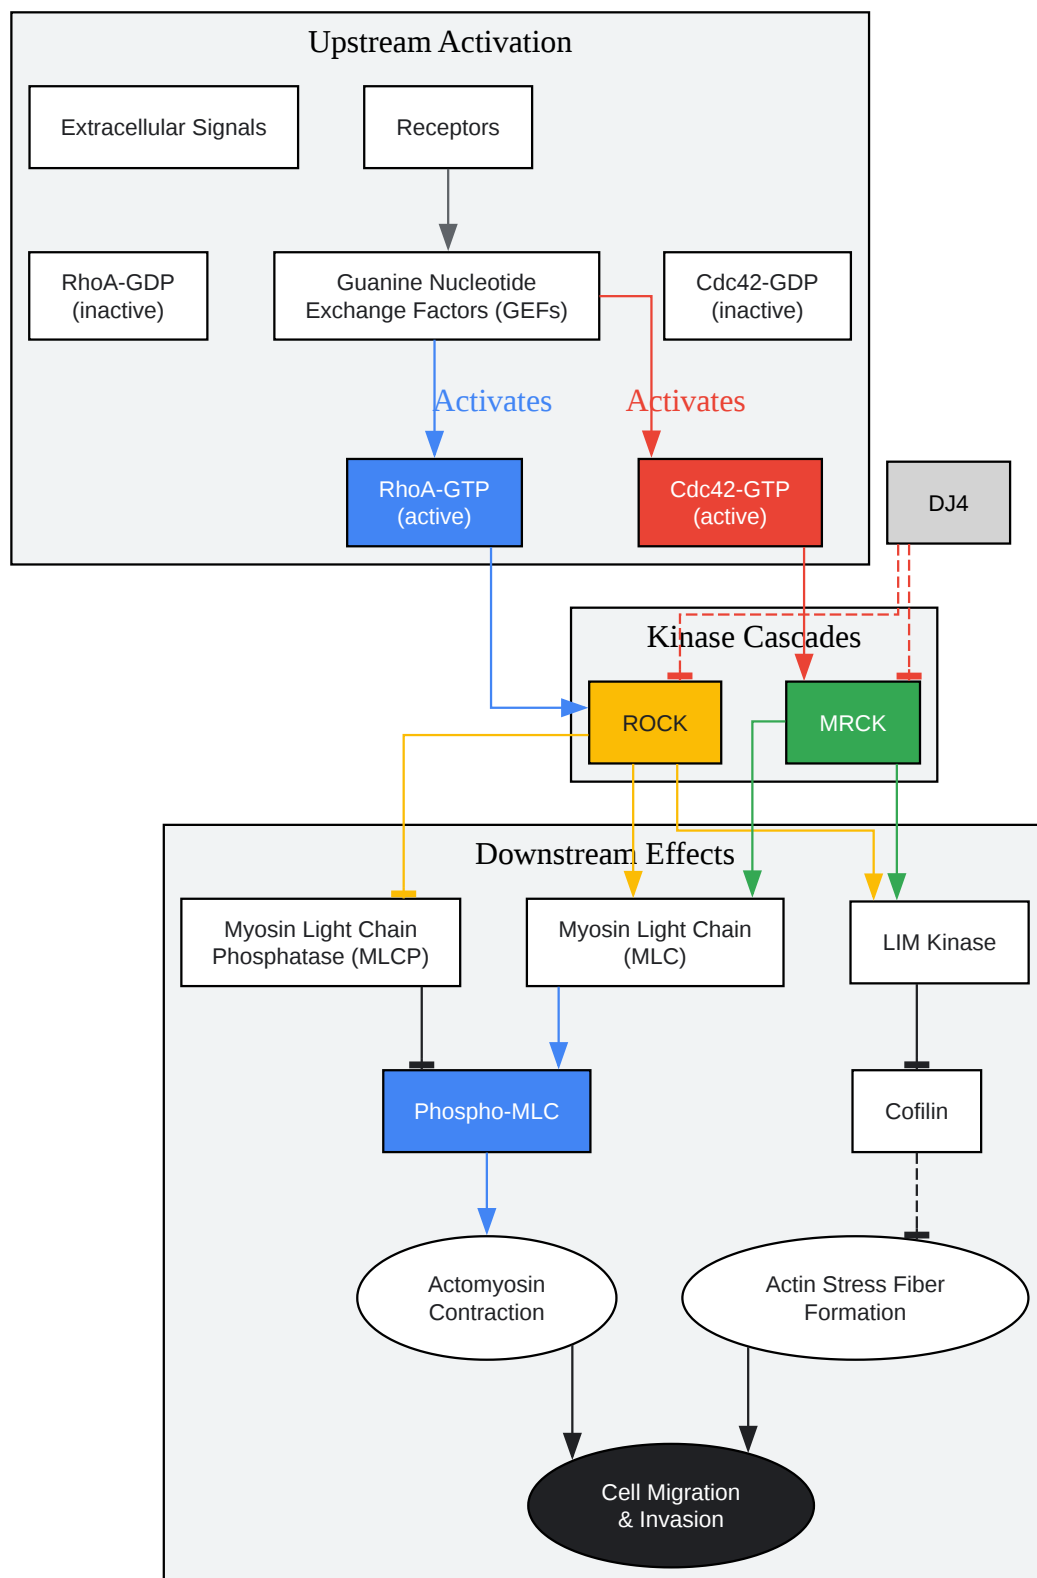 Upstream Activation
Extracellular Signals
Receptors
RhoA-GDP
(inactive)
Guanine Nucleotide
Exchange Factors (GEFs)
Cdc42-GDP
(inactive)
Activates
Activates
RhoA-GTP
(active)
Cdc42-GTP
(active)
DJ4
Kinase Cascades
ROCK
MRCK
Downstream Effects
Myosin Light Chain
Phosphatase (MLCP)
Myosin Light Chain
(MLC)
LIM Kinase
Phospho-MLC
Cofilin
Actomyosin
Contraction
Actin Stress Fiber
Formation
Cell Migration
& Invasion